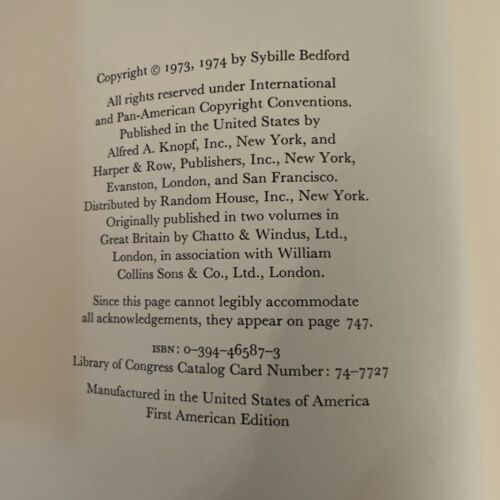 Copyright © 1973, 1974 by Sybille Bedford
All rights reserved under International
and Pan-American Copyright Conventions.
Published in the United States by
Alfred A. Knopf, Inc., New York, and
Harper & Row, Publishers, Inc., New York,
Evanston, London, and San Francisco.
Distributed by Random House, Inc., New York.
Originally published in two volumes in
Great Britain by Chatto & Windus, Ltd.,
London, in association with William
Collins Sons & Co., Ltd., London.
Since this page cannot legibly accommodate
all acknowledgements, they appear on page 747.
ISBN: 0-394-46587-3
Library of Congress Catalog Card Number: 74-7727
Manufactured in the United States of America
First American Edition